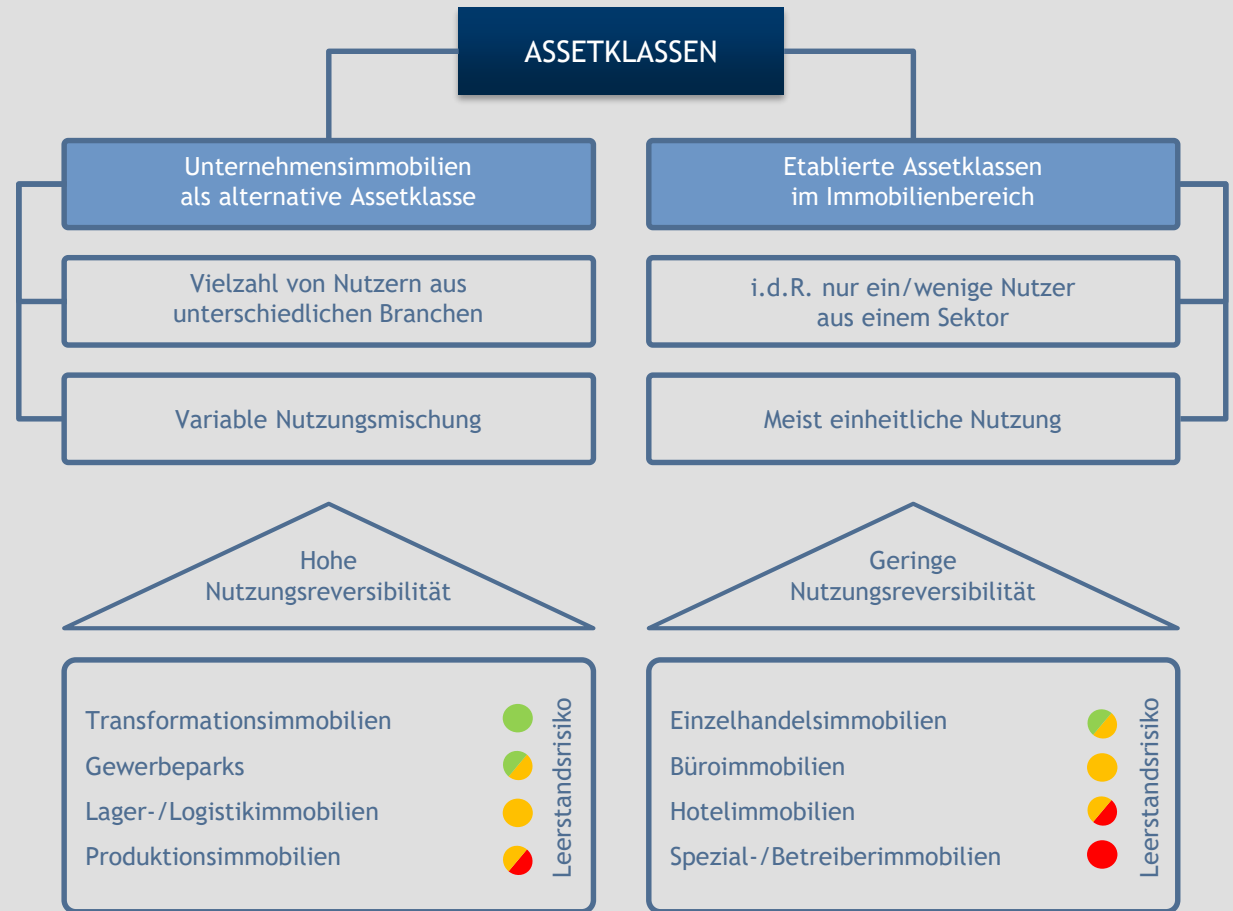 ASSETKLASSEN
Unternehmensimmobilien
als alternative Assetklasse
Vielzahl von Nutzern aus
unterschiedlichen Branchen
Variable Nutzungsmischung
Hohe
Nutzungsreversibilität
Transformationsimmobilien
Gewerbeparks
Lager-/Logistikimmobilien
Produktionsimmobilien
Leerstandsrisiko
Etablierte Assetklassen
im Immobilienbereich
i.d.R. nur ein/wenige Nutzer
aus einem Sektor
Meist einheitliche Nutzung
Geringe
Nutzungsreversibilität
Einzelhandelsimmobilien
Büroimmobilien
Hotelimmobilien
Spezial-/Betreiberimmobilien
Leerstandsrisiko